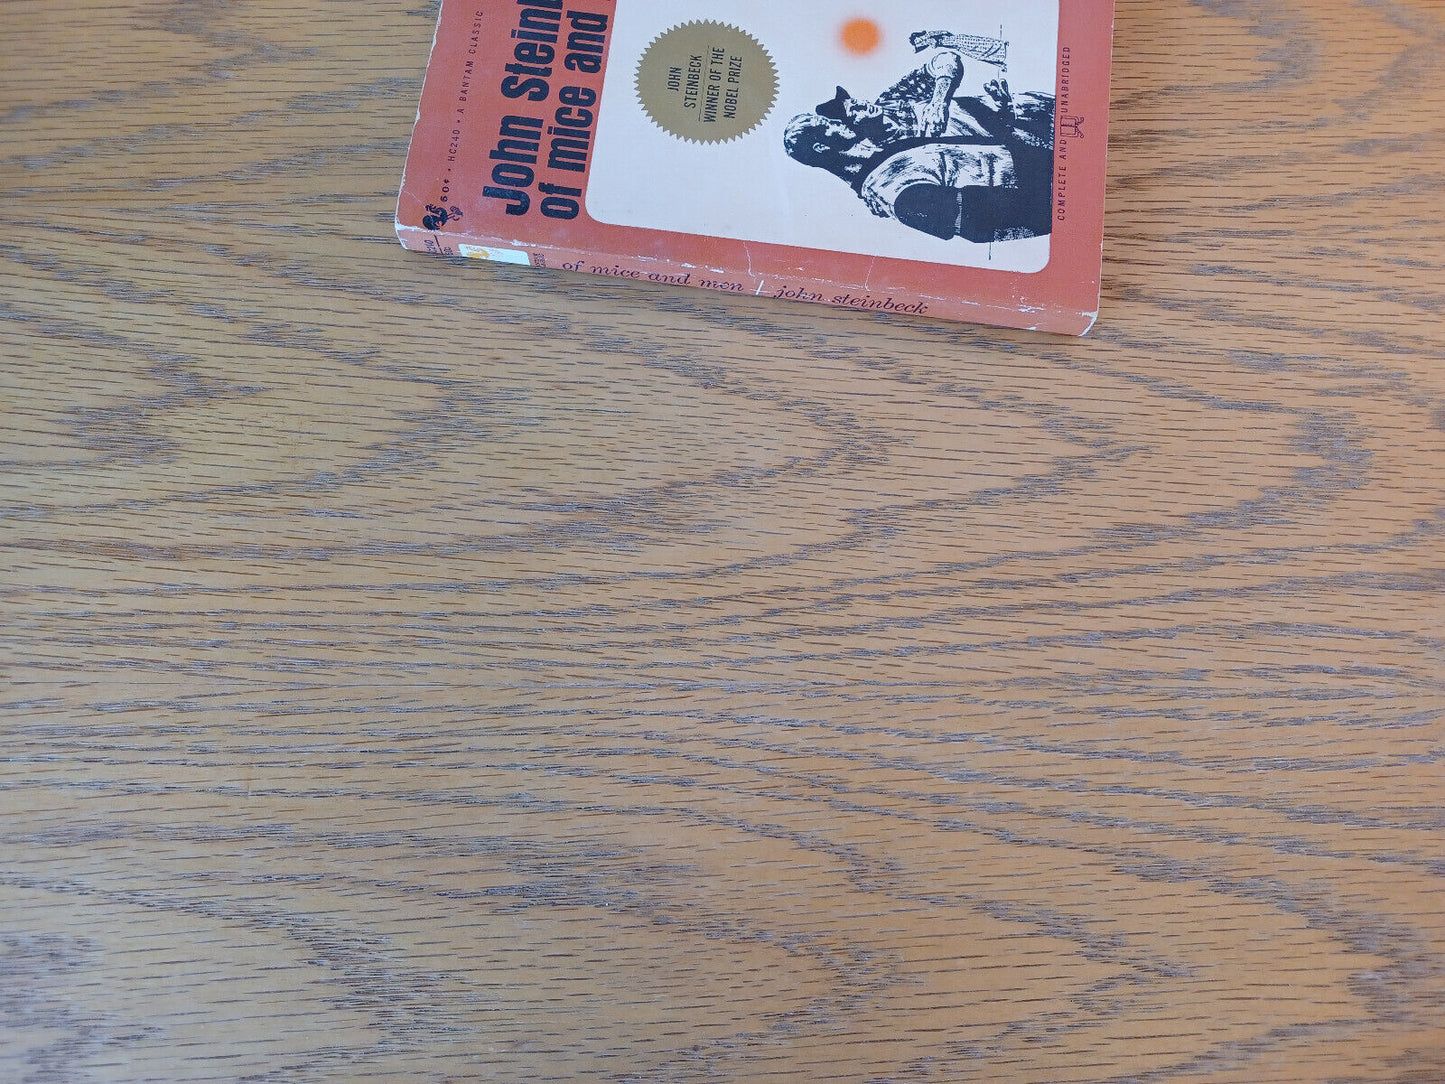 John Steinb
of mice and
60¢ • HC240 • A BANTAM CLASSIC
JOHN
STEINBECK
WINNER OF THE
NOBEL PRIZE
COMPLETE AND UNABRIDGED
of mice and men / john steinbeck